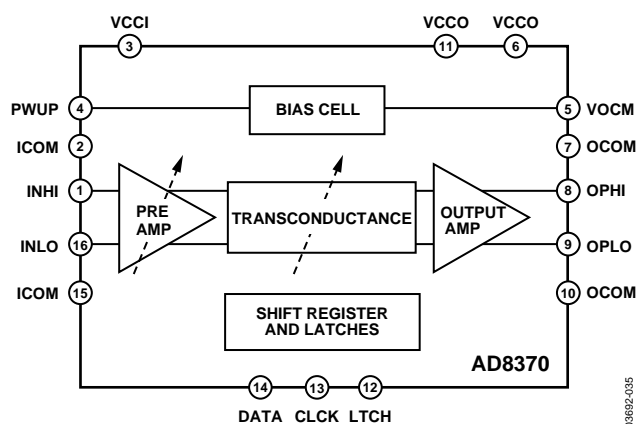 VCCI
VCCO
VCCO
3
11
6
PWUP
4
BIAS CELL
5
VOCM
ICOM
2
7
OCOM
INHI
1
PRE
AMP
TRANSCONDUCTANCE
OUTPUT
AMP
8
OPHI
INLO
16
9
OPLO
ICOM
15
SHIFT REGISTER
AND LATCHES
10
OCOM
AD8370
14
13
12
DATA
CLCK
LTCH
03692-035